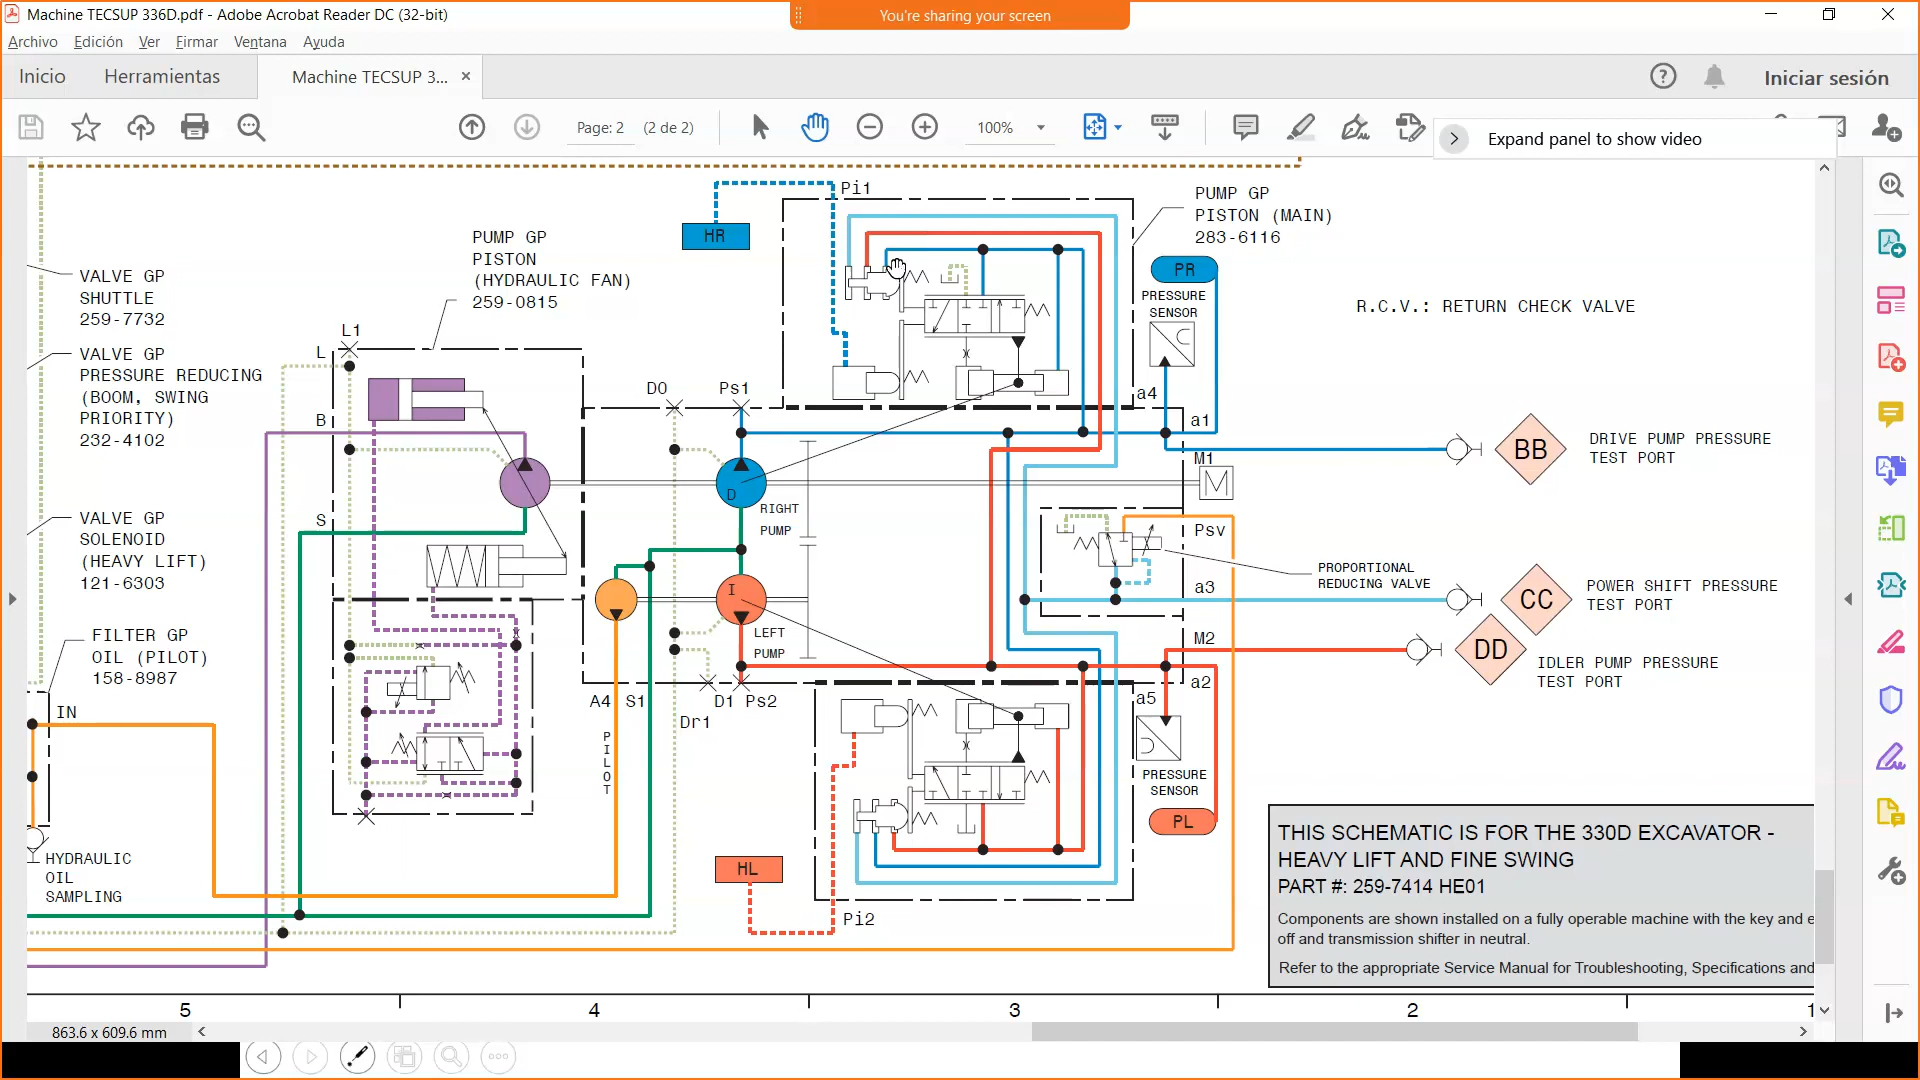 Machine TECSUP 336D.pdf - Adobe Acrobat Reader DC (32-bit)
You're sharing your screen
Archivo Edición Ver Firmar Ventana Ayuda
Inicio Herramientas Machine TECSUP 3... × Iniciar sesión
Page: 2 (2 de 2) 100%
Expand panel to show video
Pi1
HR
PUMP GP
PISTON (MAIN)
283-6116
PUMP GP
PISTON
(HYDRAULIC FAN)
259-0815
VALVE GP
SHUTTLE
259-7732
VALVE GP
PRESSURE REDUCING
(BOOM, SWING
PRIORITY)
232-4102
VALVE GP
SOLENOID
(HEAVY LIFT)
121-6303
FILTER GP
OIL (PILOT)
158-8987
IN
HYDRAULIC
OIL
SAMPLING
L1
L
B
S
DO
Ps1
D
RIGHT
PUMP
I
LEFT
PUMP
A4 S1
D1 Ps2
Dr1
PILOT
HL
Pi2
PR
PRESSURE
SENSOR
a4
a1
M1
M
Psv
a3
M2
a2
a5
PRESSURE
SENSOR
PL
R.C.V.: RETURN CHECK VALVE
BB
DRIVE PUMP PRESSURE
TEST PORT
PROPORTIONAL
REDUCING VALVE
CC
POWER SHIFT PRESSURE
TEST PORT
DD
IDLER PUMP PRESSURE
TEST PORT
THIS SCHEMATIC IS FOR THE 330D EXCAVATOR -
HEAVY LIFT AND FINE SWING
PART #: 259-7414 HE01
Components are shown installed on a fully operable machine with the key and e
off and transmission shifter in neutral.
Refer to the appropriate Service Manual for Troubleshooting, Specifications and
5 4 3 2 1
863.6 x 609.6 mm